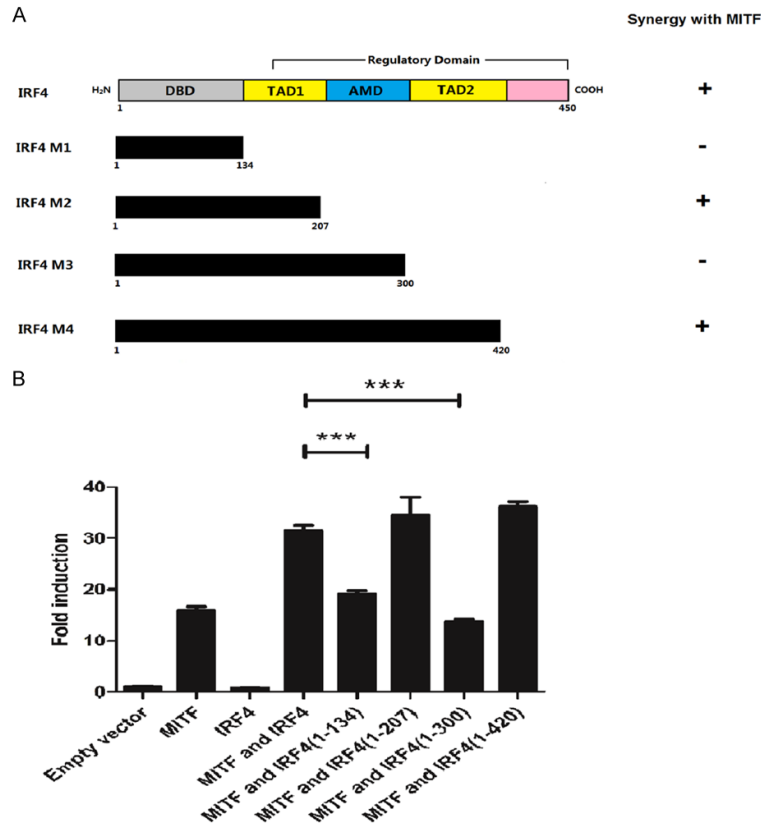 A
Synergy with MITF
Regulatory Domain
IRF4 H₂N DBD TAD1 AMD TAD2 COOH +
1 450
IRF4 M1 -
1 134
IRF4 M2 +
1 207
IRF4 M3 -
1 300
IRF4 M4 +
1 420
B
***
***
40
30
20
10
0
Fold induction
Empty vector
MITF
IRF4
MITF and IRF4
MITF and IRF4(1-134)
MITF and IRF4(1-207)
MITF and IRF4(1-300)
MITF and IRF4(1-420)